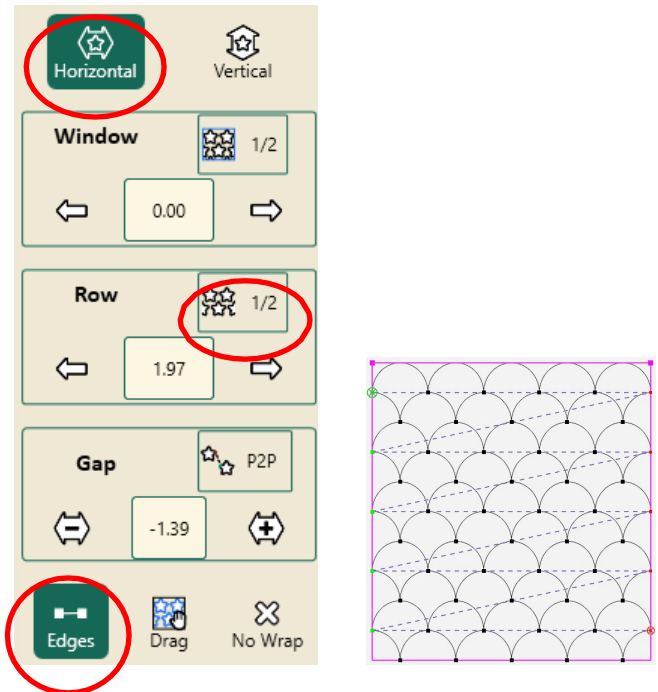 Horizontal Vertical
Window 1/2
0.00
Row 1/2
1.97
Gap P2P
-1.39
Edges Drag No Wrap